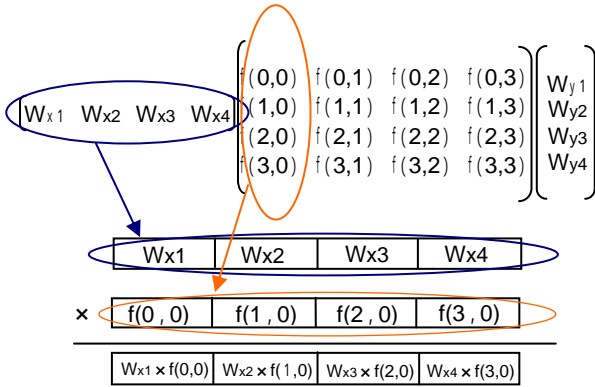 f(0,0) f(0,1) f(0,2) f(0,3)
Wx1 Wx2 Wx3 Wx4 f(1,0) f(1,1) f(1,2) f(1,3)
f(2,0) f(2,1) f(2,2) f(2,3)
f(3,0) f(3,1) f(3,2) f(3,3)
Wy1
Wy2
Wy3
Wy4
Wx1 Wx2 Wx3 Wx4
× f(0,0) f(1,0) f(2,0) f(3,0)
Wx1×f(0,0) Wx2×f(1,0) Wx3×f(2,0) Wx4×f(3,0)